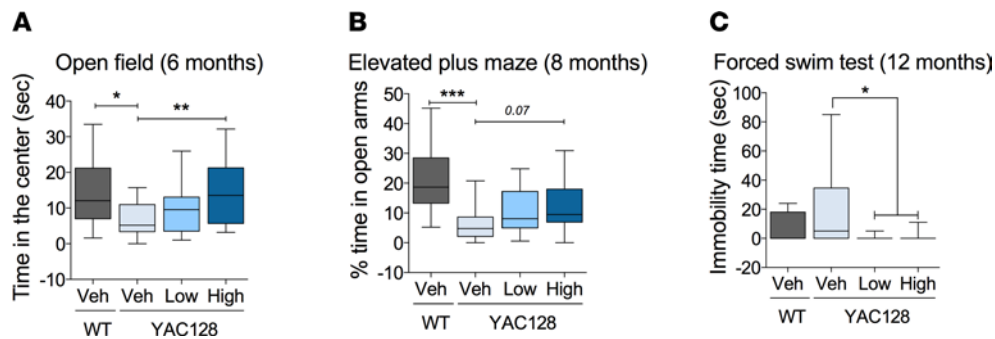 A
Open field (6 months)
Time in the center (sec)
40
30
20
10
0
-10
*
**
Veh Veh Low High
WT YAC128
B
Elevated plus maze (8 months)
% time in open arms
50
40
30
20
10
0
-10
***
0.07
Veh Veh Low High
WT YAC128
C
Forced swim test (12 months)
Immobility time (sec)
100
80
60
40
20
0
-20
*
Veh Veh Low High
WT YAC128